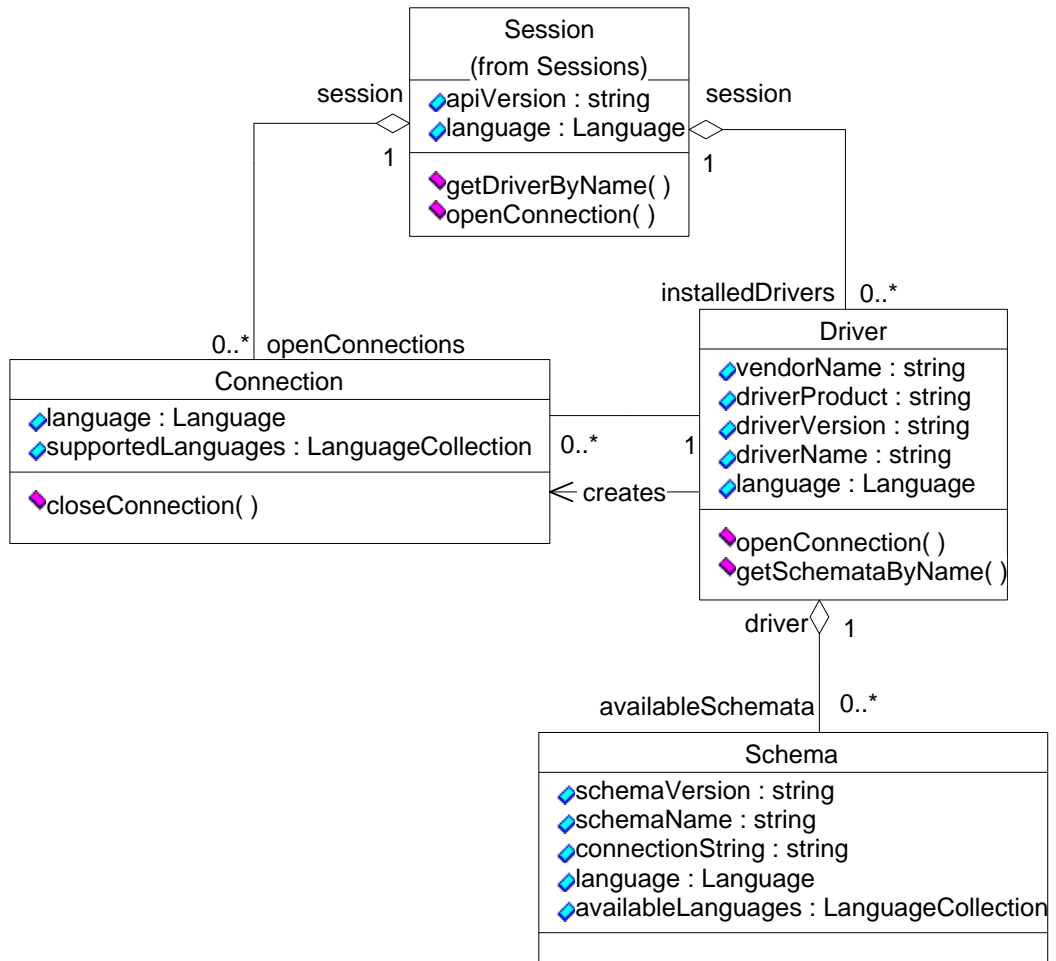 Session
(from Sessions)
session
session
apiVersion : string
language : Language
1
1
getDriverByName( )
openConnection( )
installedDrivers
0..*
0..*
openConnections
Driver
Connection
vendorName : string
driverProduct : string
driverVersion : string
driverName : string
language : Language
language : Language
supportedLanguages : LanguageCollection
0..*
1
creates
closeConnection( )
openConnection( )
getSchemataByName( )
driver
1
availableSchemata
0..*
Schema
schemaVersion : string
schemaName : string
connectionString : string
language : Language
availableLanguages : LanguageCollection